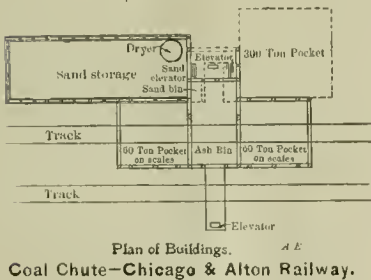 Dryer
Elevator
300 Ton Pocket
Sand storage
Sand
elevator
Sand bin
Track
60 Ton Pocket
on scales
Ash Bin
60 Ton Pocket
on scales
Track
Elevator
Plan of Buildings.
A E
Coal Chute—Chicago & Alton Railway.